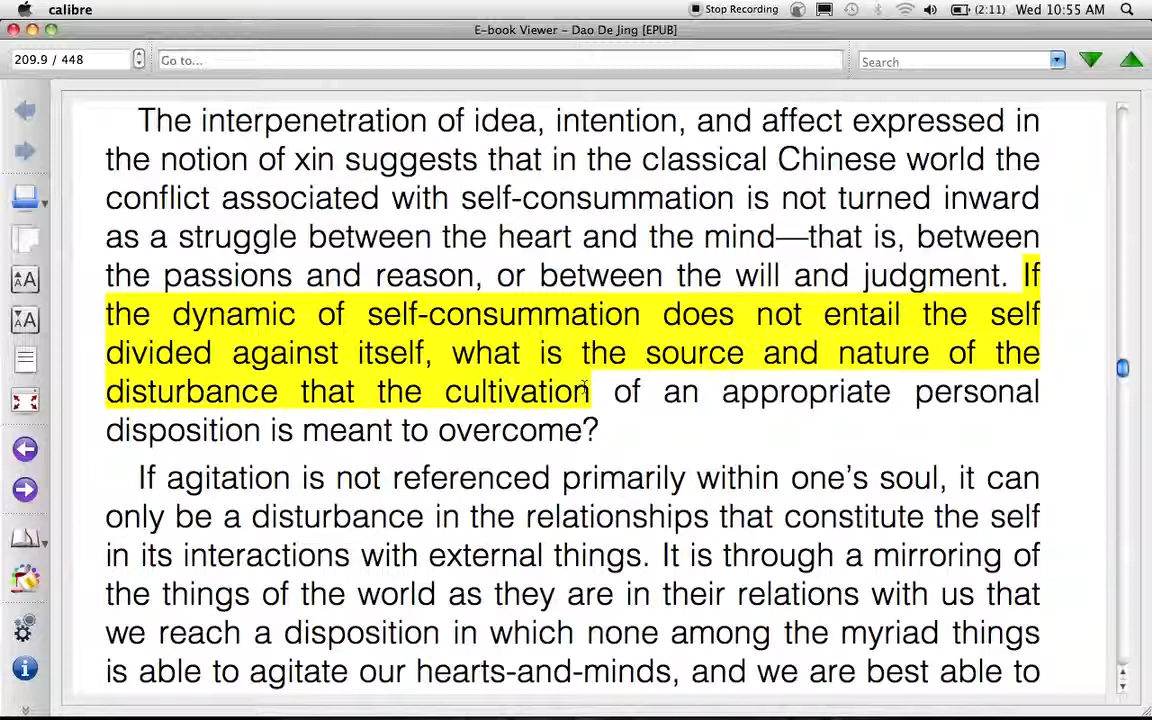 calibre
Stop Recording
(2:11) Wed 10:55 AM
E-book Viewer – Dao De Jing [EPUB]
209.9 / 448
Go to...
Search
The interpenetration of idea, intention, and affect expressed in
the notion of xin suggests that in the classical Chinese world the
conflict associated with self-consummation is not turned inward
as a struggle between the heart and the mind—that is, between
the passions and reason, or between the will and judgment. If
the dynamic of self-consummation does not entail the self
divided against itself, what is the source and nature of the
disturbance that the cultivation of an appropriate personal
disposition is meant to overcome?
If agitation is not referenced primarily within one’s soul, it can
only be a disturbance in the relationships that constitute the self
in its interactions with external things. It is through a mirroring of
the things of the world as they are in their relations with us that
we reach a disposition in which none among the myriad things
is able to agitate our hearts-and-minds, and we are best able to